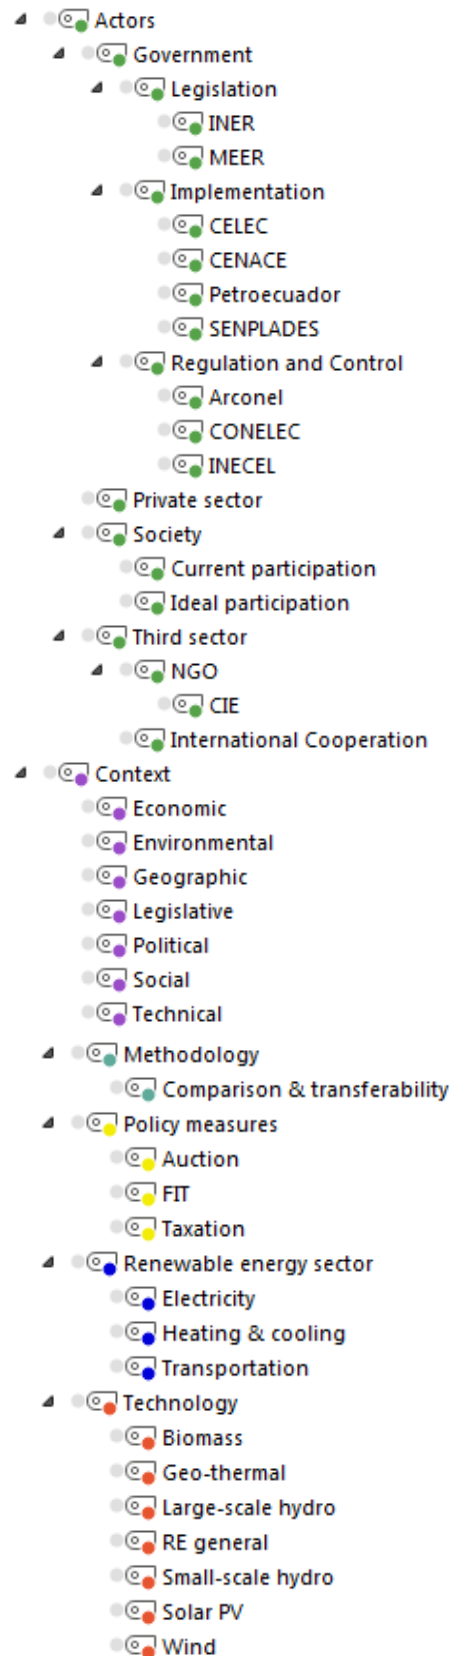 Actors
Government
Legislation
INER
MEER
Implementation
CELEC
CENACE
Petroecuador
SENPLADES
Regulation and Control
Arconel
CONELEC
INECEL
Private sector
Society
Current participation
Ideal participation
Third sector
NGO
CIE
International Cooperation
Context
Economic
Environmental
Geographic
Legislative
Political
Social
Technical
Methodology
Comparison & transferability
Policy measures
Auction
FIT
Taxation
Renewable energy sector
Electricity
Heating & cooling
Transportation
Technology
Biomass
Geo-thermal
Large-scale hydro
RE general
Small-scale hydro
Solar PV
Wind